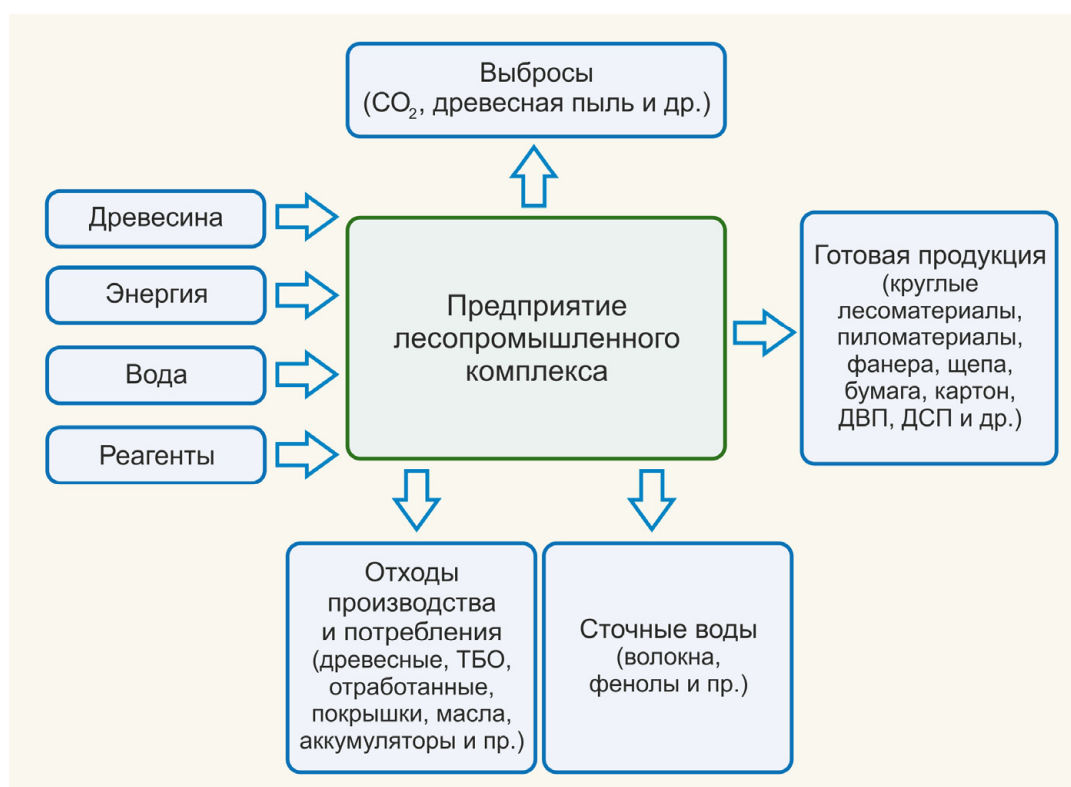 Выбросы
(CO₂, древесная пыль и др.)
Древесина
Энергия
Вода
Реагенты
Предприятие
лесопромышленного
комплекса
Готовая продукция
(круглые
лесоматериалы,
пиломатериалы,
фанера, щепа,
бумага, картон,
ДВП, ДСП и др.)
Отходы
производства
и потребления
(древесные, ТБО,
отработанные,
покрышки, масла,
аккумуляторы и пр.)
Сточные воды
(волокна,
фенолы и пр.)